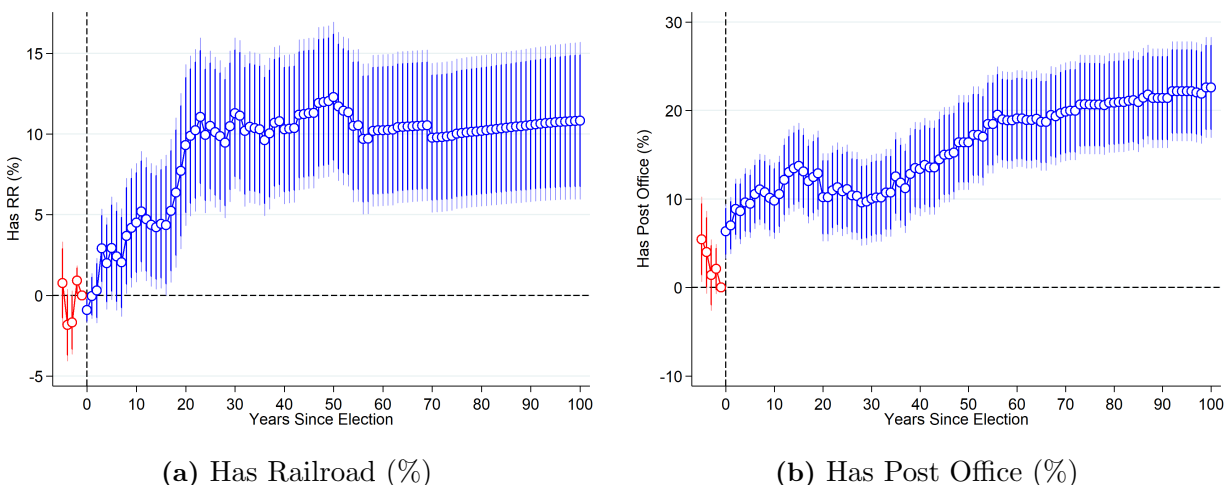 Has RR (%)
15
10
5
0
-5
0 10 20 30 40 50 60 70 80 90 100
Years Since Election
(a) Has Railroad (%)
Has Post Office (%)
30
20
10
0
-10
0 10 20 30 40 50 60 70 80 90 100
Years Since Election
(b) Has Post Office (%)